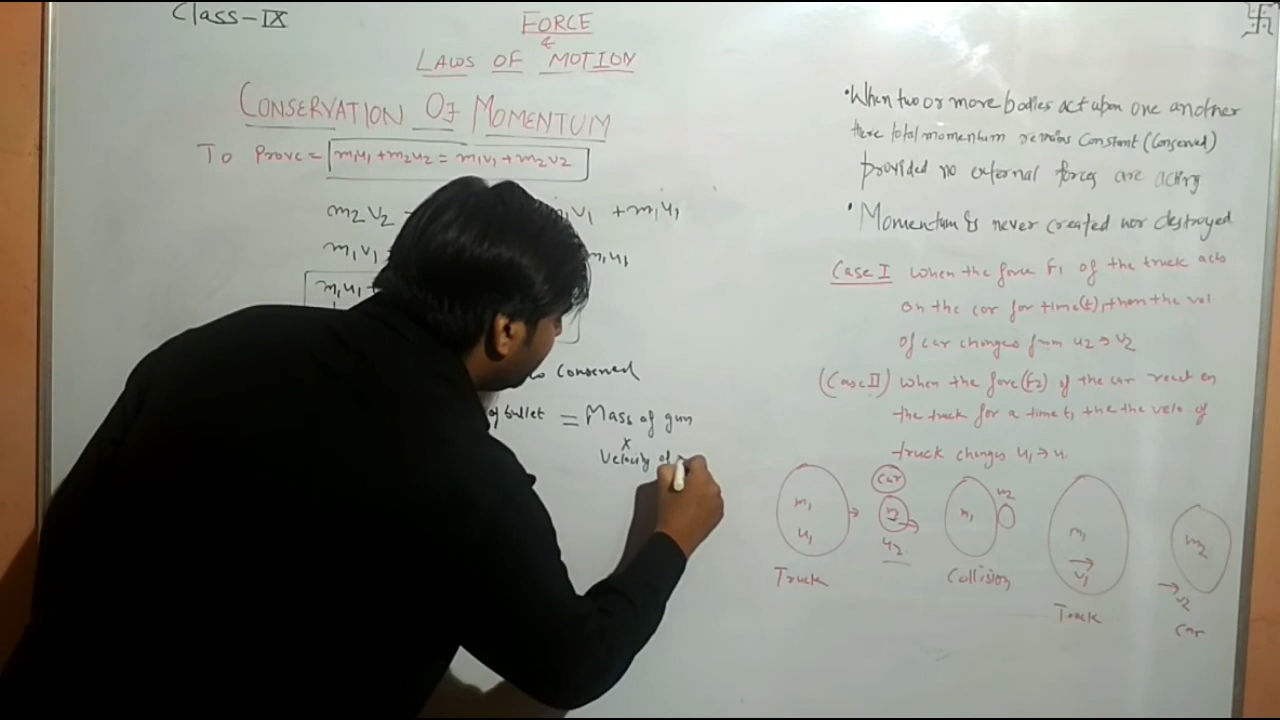 Class-IX
FORCE
&
LAWS OF MOTION
CONSERVATION OF MOMENTUM
To Prove = m₁u₁ + m₂u₂ = m₁v₁ + m₂v₂
m₂v₂
v₁ + m₁u₁
m₁v₁
m₁u₁ +
Conserved
of bullet = Mass of gun
x
Velocity of
• When two or more bodies act upon one another
there total momentum remains Constant (Conserved)
provided no external forces are acting
• Momentum is never created nor destroyed
Case I When the force F₁ of the truck acts
on the car for time(t), then the vel
of car changes from u₂ → v₂
(Case II) When the force(F₂) of the car react on
the truck for a time t, the the velo of
truck changes u₁ →
m₁
u₁
Truck
Car
u₂
m₁
m₂
Collision
m₁
v₁
Truck
m₂
v₂
Car